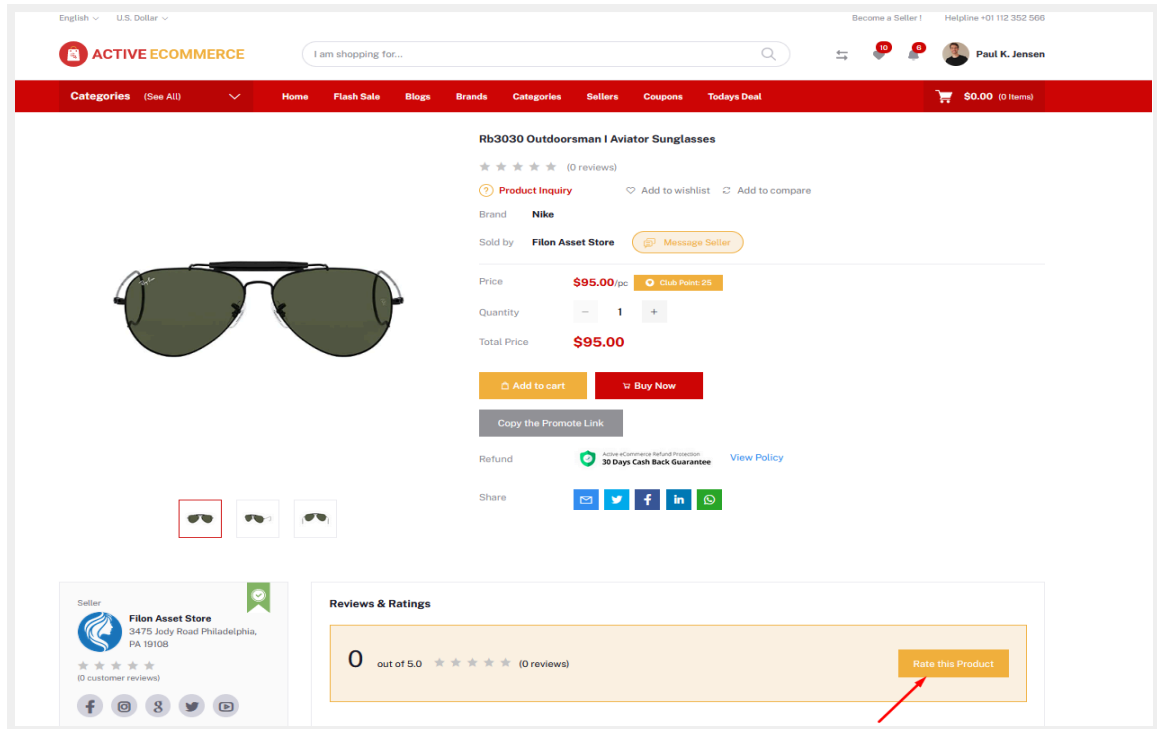 English U.S. Dollar Become a Seller ! Helpline +01 112 352 566
ACTIVE ECOMMERCE I am shopping for... 10 6 Paul K. Jensen
Categories (See All) Home Flash Sale Blogs Brands Categories Sellers Coupons Todays Deal $0.00 (0 Items)
Rb3030 Outdoorsman I Aviator Sunglasses
(0 reviews)
? Product Inquiry Add to wishlist Add to compare
Brand Nike
Sold by Filon Asset Store Message Seller
Price $95.00/pc Club Point: 25
Quantity − 1 +
Total Price $95.00
Add to cart Buy Now
Copy the Promote Link
Refund Active eCommerce Refund Protection
30 Days Cash Back Guarantee View Policy
Share
Seller
Filon Asset Store
3475 Jody Road Philadelphia,
PA 19108
(0 customer reviews)
Reviews & Ratings
0 out of 5.0 (0 reviews) Rate this Product